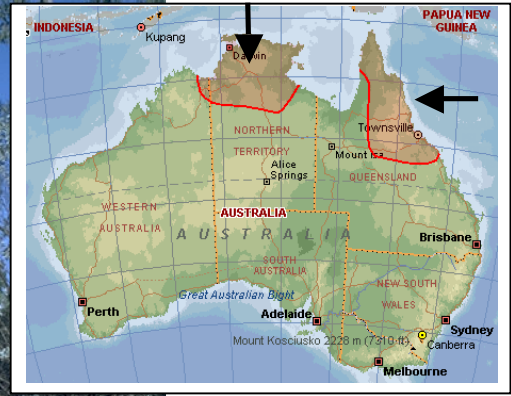 INDONESIA
Kupang
PAPUA NEW
GUINEA
Darwin
Townsville
Mount Isa
NORTHERN
TERRITORY
Alice
Springs
QUEENSLAND
WESTERN
AUSTRALIA
AUSTRALIA
AUSTRALIA
Brisbane
SOUTH
AUSTRALIA
Great Australian Bight
NEW SOUTH
WALES
Perth
Adelaide
Sydney
Mount Kosciusko 2228 m (7310 ft)
Canberra
Melbourne